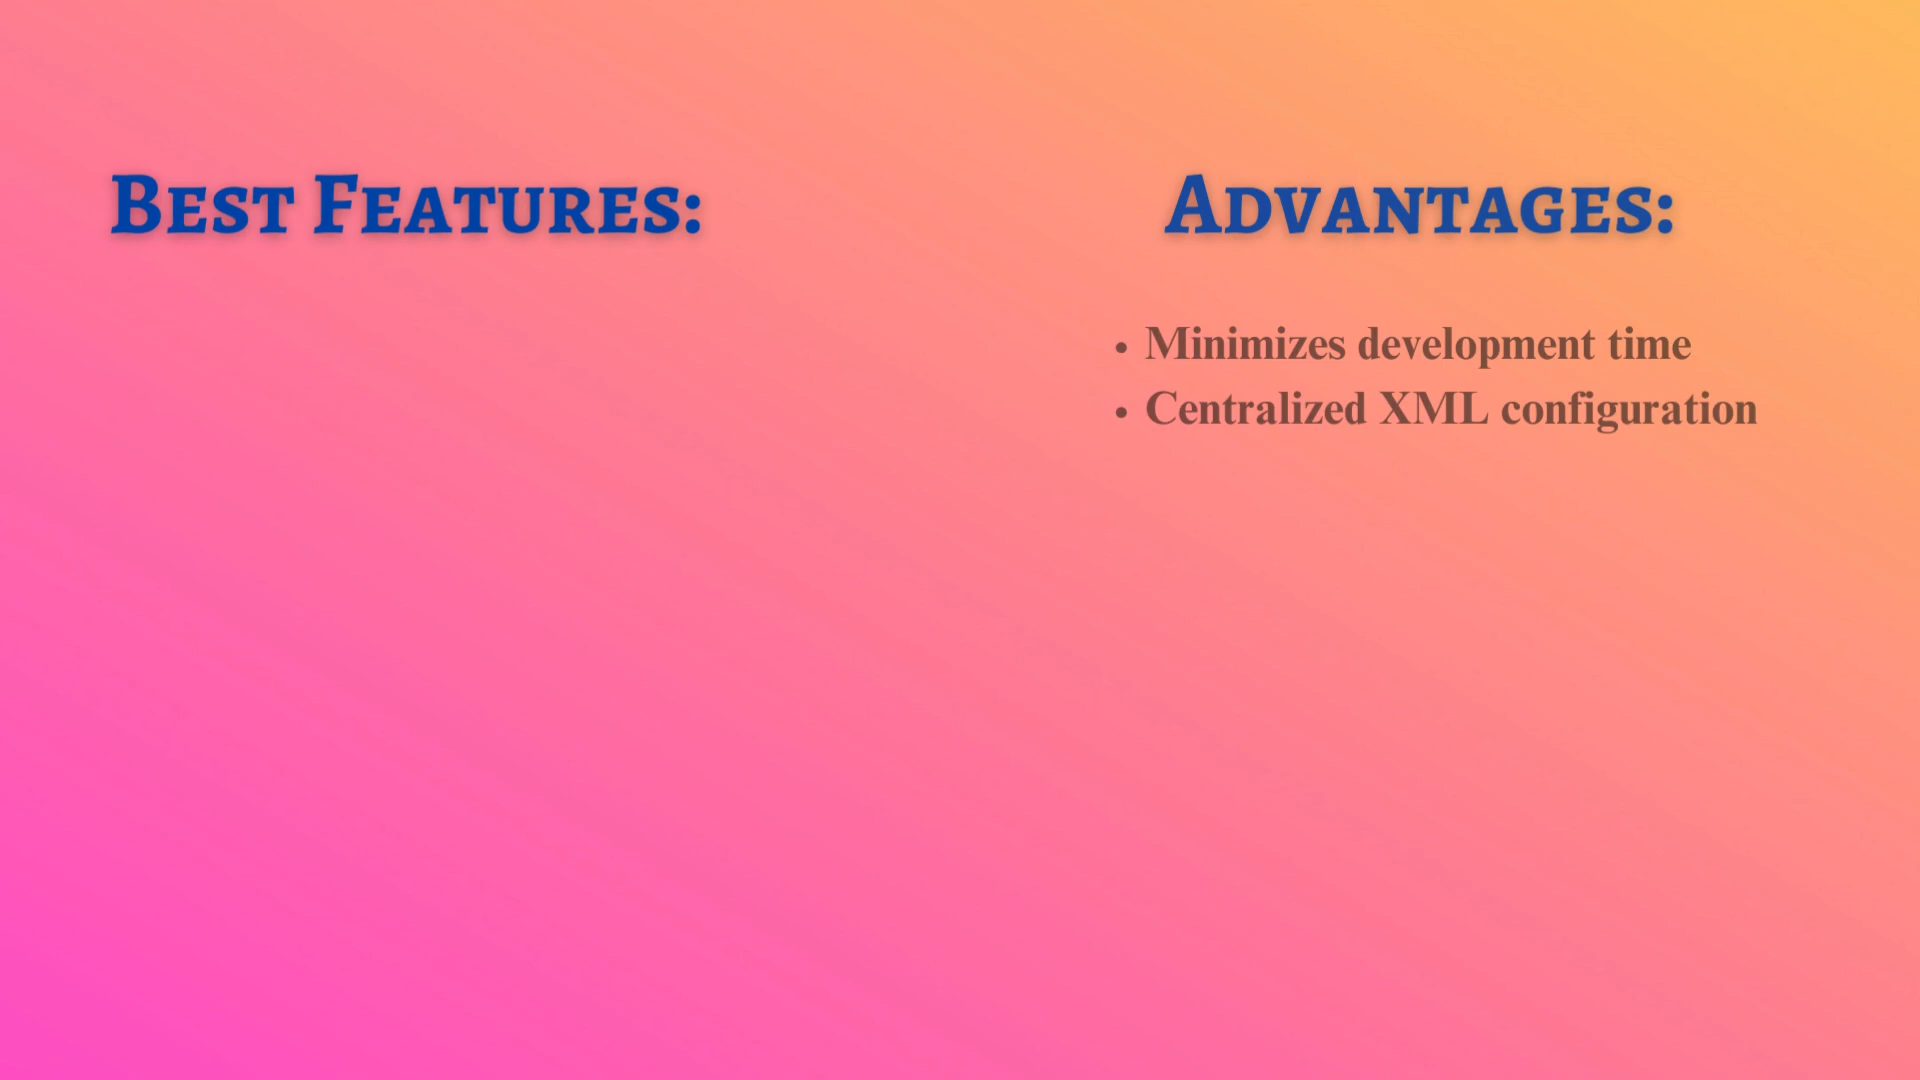 Best Features:
Advantages:
• Minimizes development time
• Centralized XML configuration